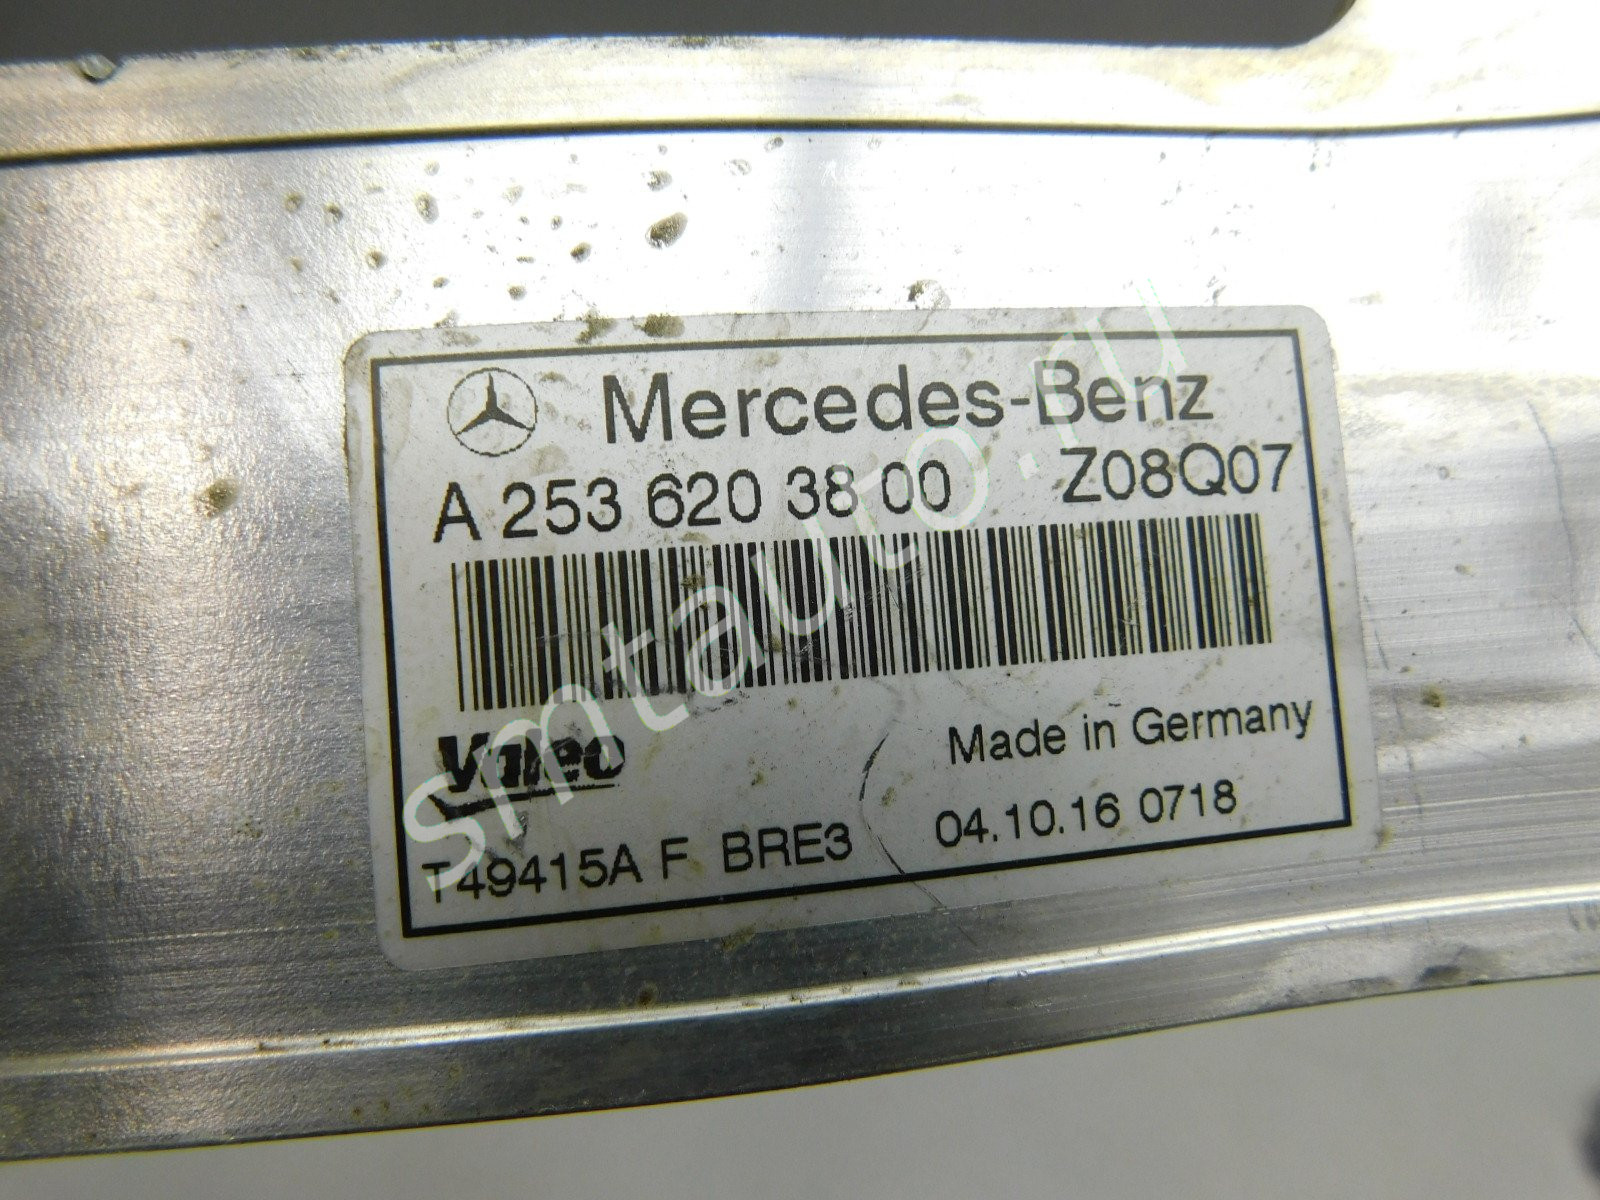 Mercedes-Benz
A 253 620 38 00 Z08Q07
Valeo Made in Germany
T49415A F BRE3 04.10.16 0718
smtauto.ru